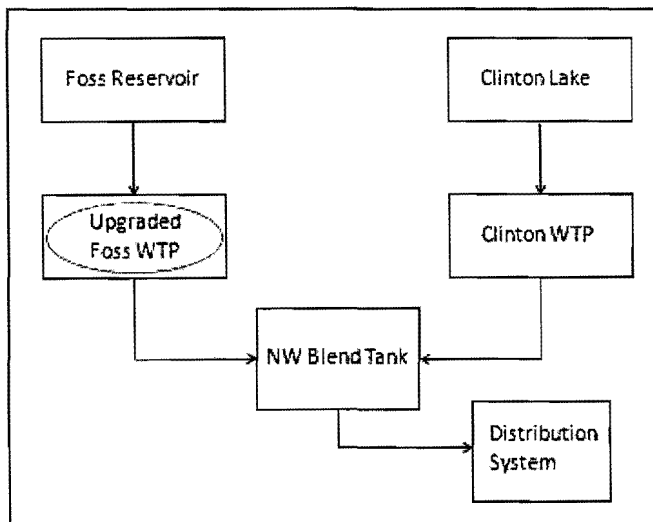 Foss Reservoir
Clinton Lake
Upgraded
Foss WTP
Clinton WTP
NW Blend Tank
Distribution
System